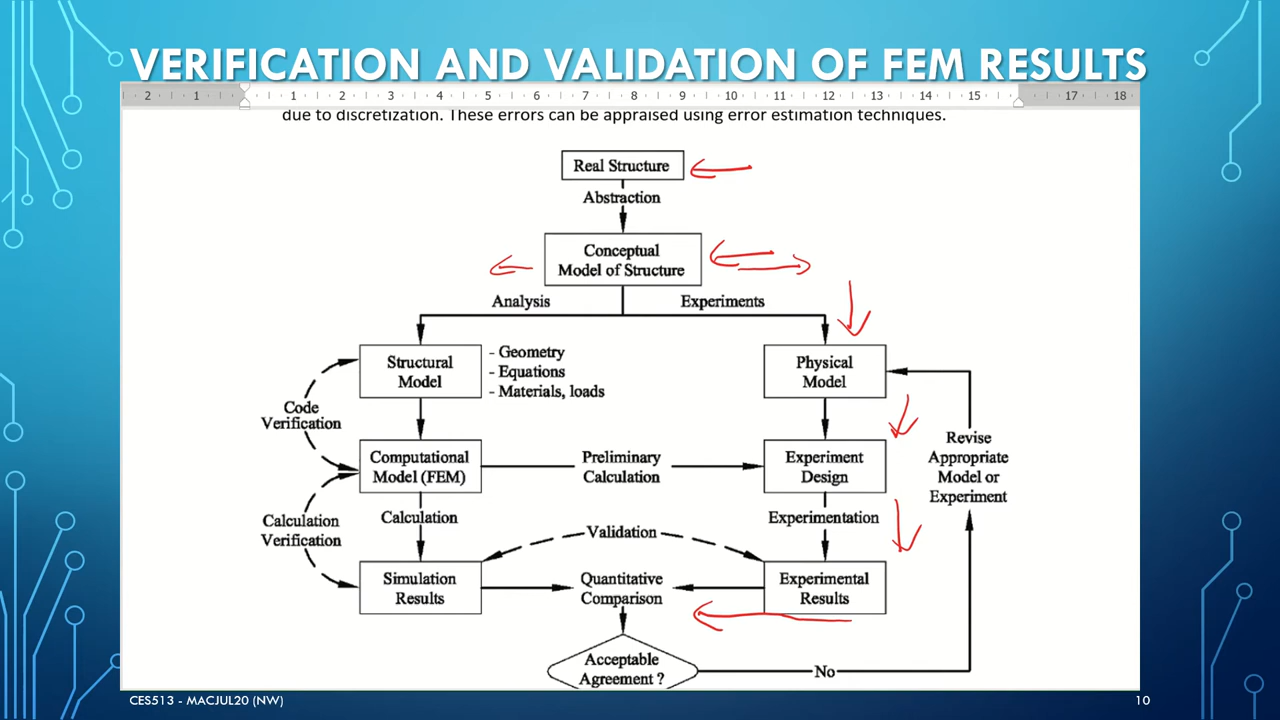 VERIFICATION AND VALIDATION OF FEM RESULTS
2 1 1 2 3 4 5 6 7 8 9 10 11 12 13 14 15 17 18
due to discretization. These errors can be appraised using error estimation techniques.
Real Structure
Abstraction
Conceptual
Model of Structure
Analysis
Experiments
Structural
Model
- Geometry
- Equations
- Materials, loads
Physical
Model
Code
Verification
Computational
Model (FEM)
Preliminary
Calculation
Experiment
Design
Revise
Appropriate
Model or
Experiment
Calculation
Verification
Calculation
Validation
Experimentation
Simulation
Results
Quantitative
Comparison
Experimental
Results
Acceptable
Agreement ?
No
CES513 - MACJUL20 (NW)
10